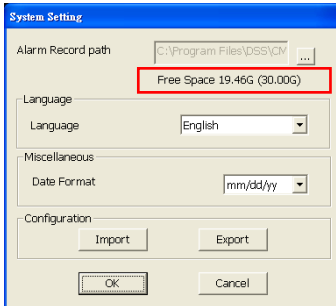 System Setting
Alarm Record path C:\Program Files\DSS\CM ...
Free Space 19.46G (30.00G)
Language
Language English
Miscellaneous
Date Format mm/dd/yy
Configuration
Import Export
OK Cancel